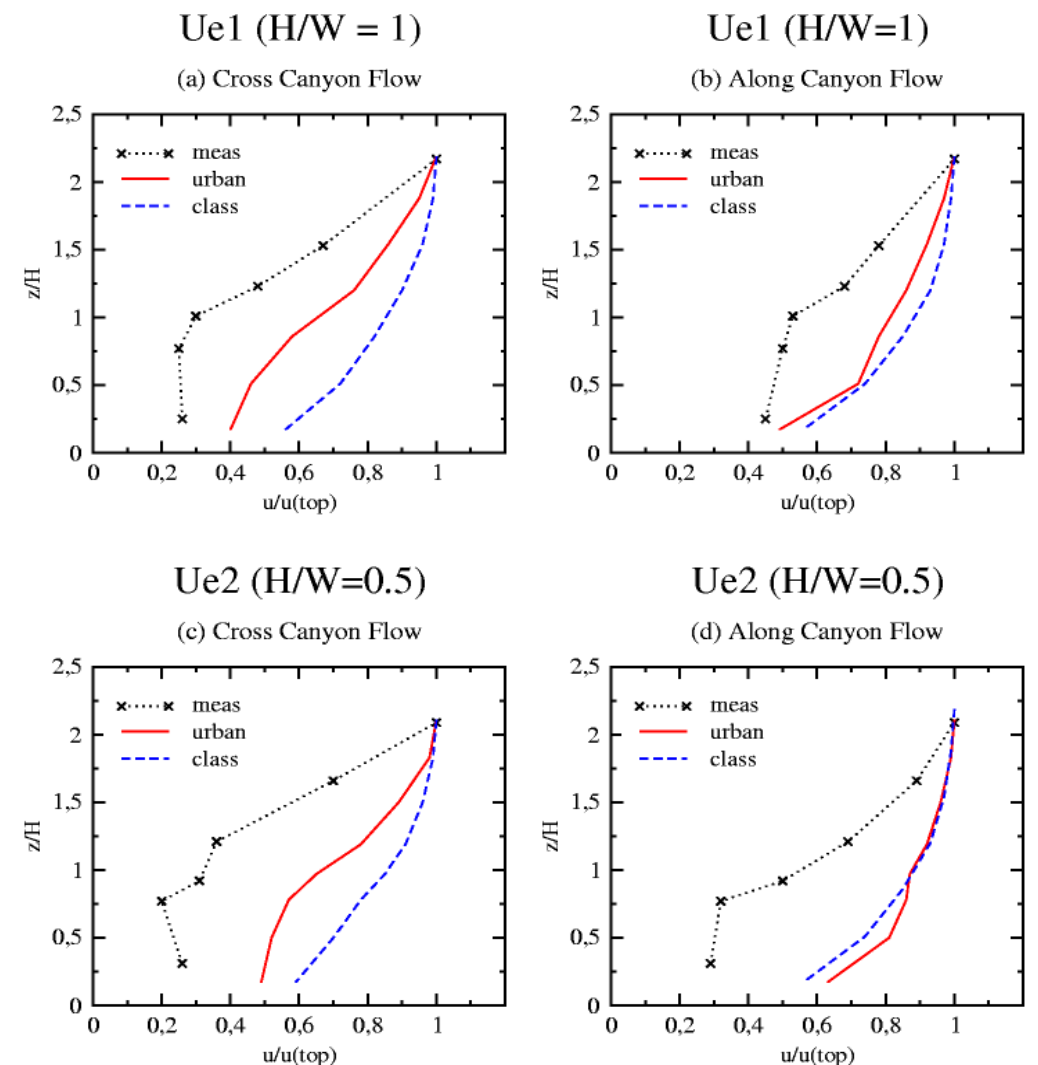 Ue1 (H/W = 1)
(a) Cross Canyon Flow
2,5
2
1,5
1
0,5
0
z/H
meas
urban
class
0 0,2 0,4 0,6 0,8 1
u/u(top)
Ue1 (H/W=1)
(b) Along Canyon Flow
2,5
2
1,5
1
0,5
0
z/H
meas
urban
class
0 0,2 0,4 0,6 0,8 1
u/u(top)
Ue2 (H/W=0.5)
(c) Cross Canyon Flow
2,5
2
1,5
1
0,5
0
z/H
meas
urban
class
0 0,2 0,4 0,6 0,8 1
u/u(top)
Ue2 (H/W=0.5)
(d) Along Canyon Flow
2,5
2
1,5
1
0,5
0
z/H
meas
urban
class
0 0,2 0,4 0,6 0,8 1
u/u(top)